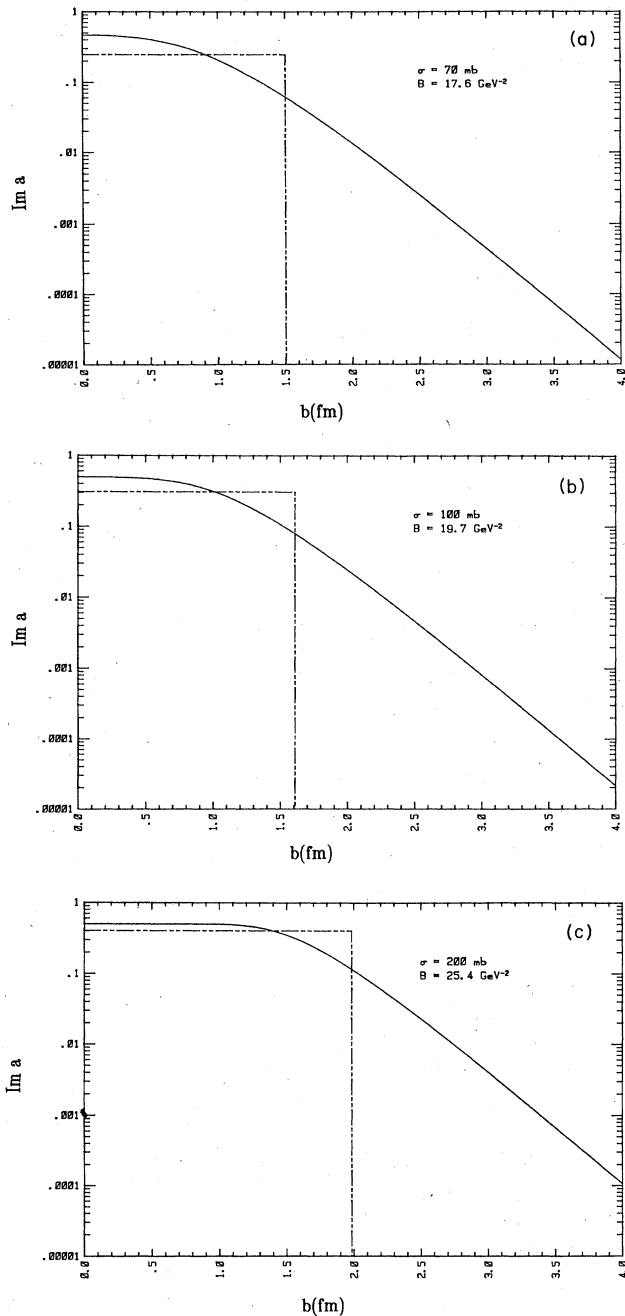 (a)
σ = 70 mb
B = 17.6 GeV⁻²
1
.1
.01
.001
.0001
.00001
Im a
0.0 .5 1.0 1.5 2.0 2.5 3.0 3.5 4.0
b(fm)
(b)
σ = 100 mb
B = 19.7 GeV⁻²
1
.1
.01
.001
.0001
.00001
Im a
0.0 .5 1.0 1.5 2.0 2.5 3.0 3.5 4.0
b(fm)
(c)
σ = 200 mb
B = 25.4 GeV⁻²
1
.1
.01
.001
.0001
.00001
Im a
0.0 .5 1.0 1.5 2.0 2.5 3.0 3.5 4.0
b(fm)